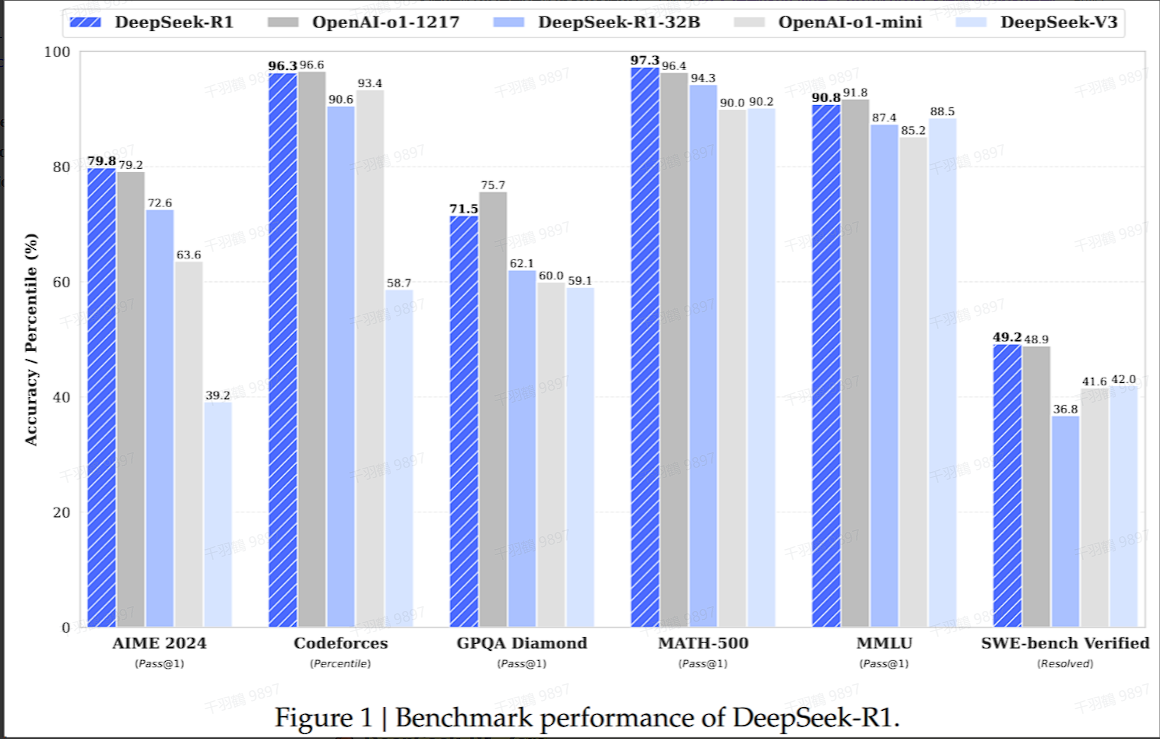 DeepSeek-R1 OpenAI-o1-1217 DeepSeek-R1-32B OpenAI-o1-mini DeepSeek-V3
Accuracy / Percentile (%)
100
80
60
40
20
0
79.8 79.2 72.6 63.6 39.2
96.3 96.6 90.6 93.4 58.7
71.5 75.7 62.1 60.0 59.1
97.3 96.4 94.3 90.0 90.2
90.8 91.8 87.4 85.2 88.5
49.2 48.9 36.8 41.6 42.0
AIME 2024 Codeforces GPQA Diamond MATH-500 MMLU SWE-bench Verified
(Pass@1) (Percentile) (Pass@1) (Pass@1) (Pass@1) (Resolved)
Figure 1 | Benchmark performance of DeepSeek-R1.
千羽鹤 9897